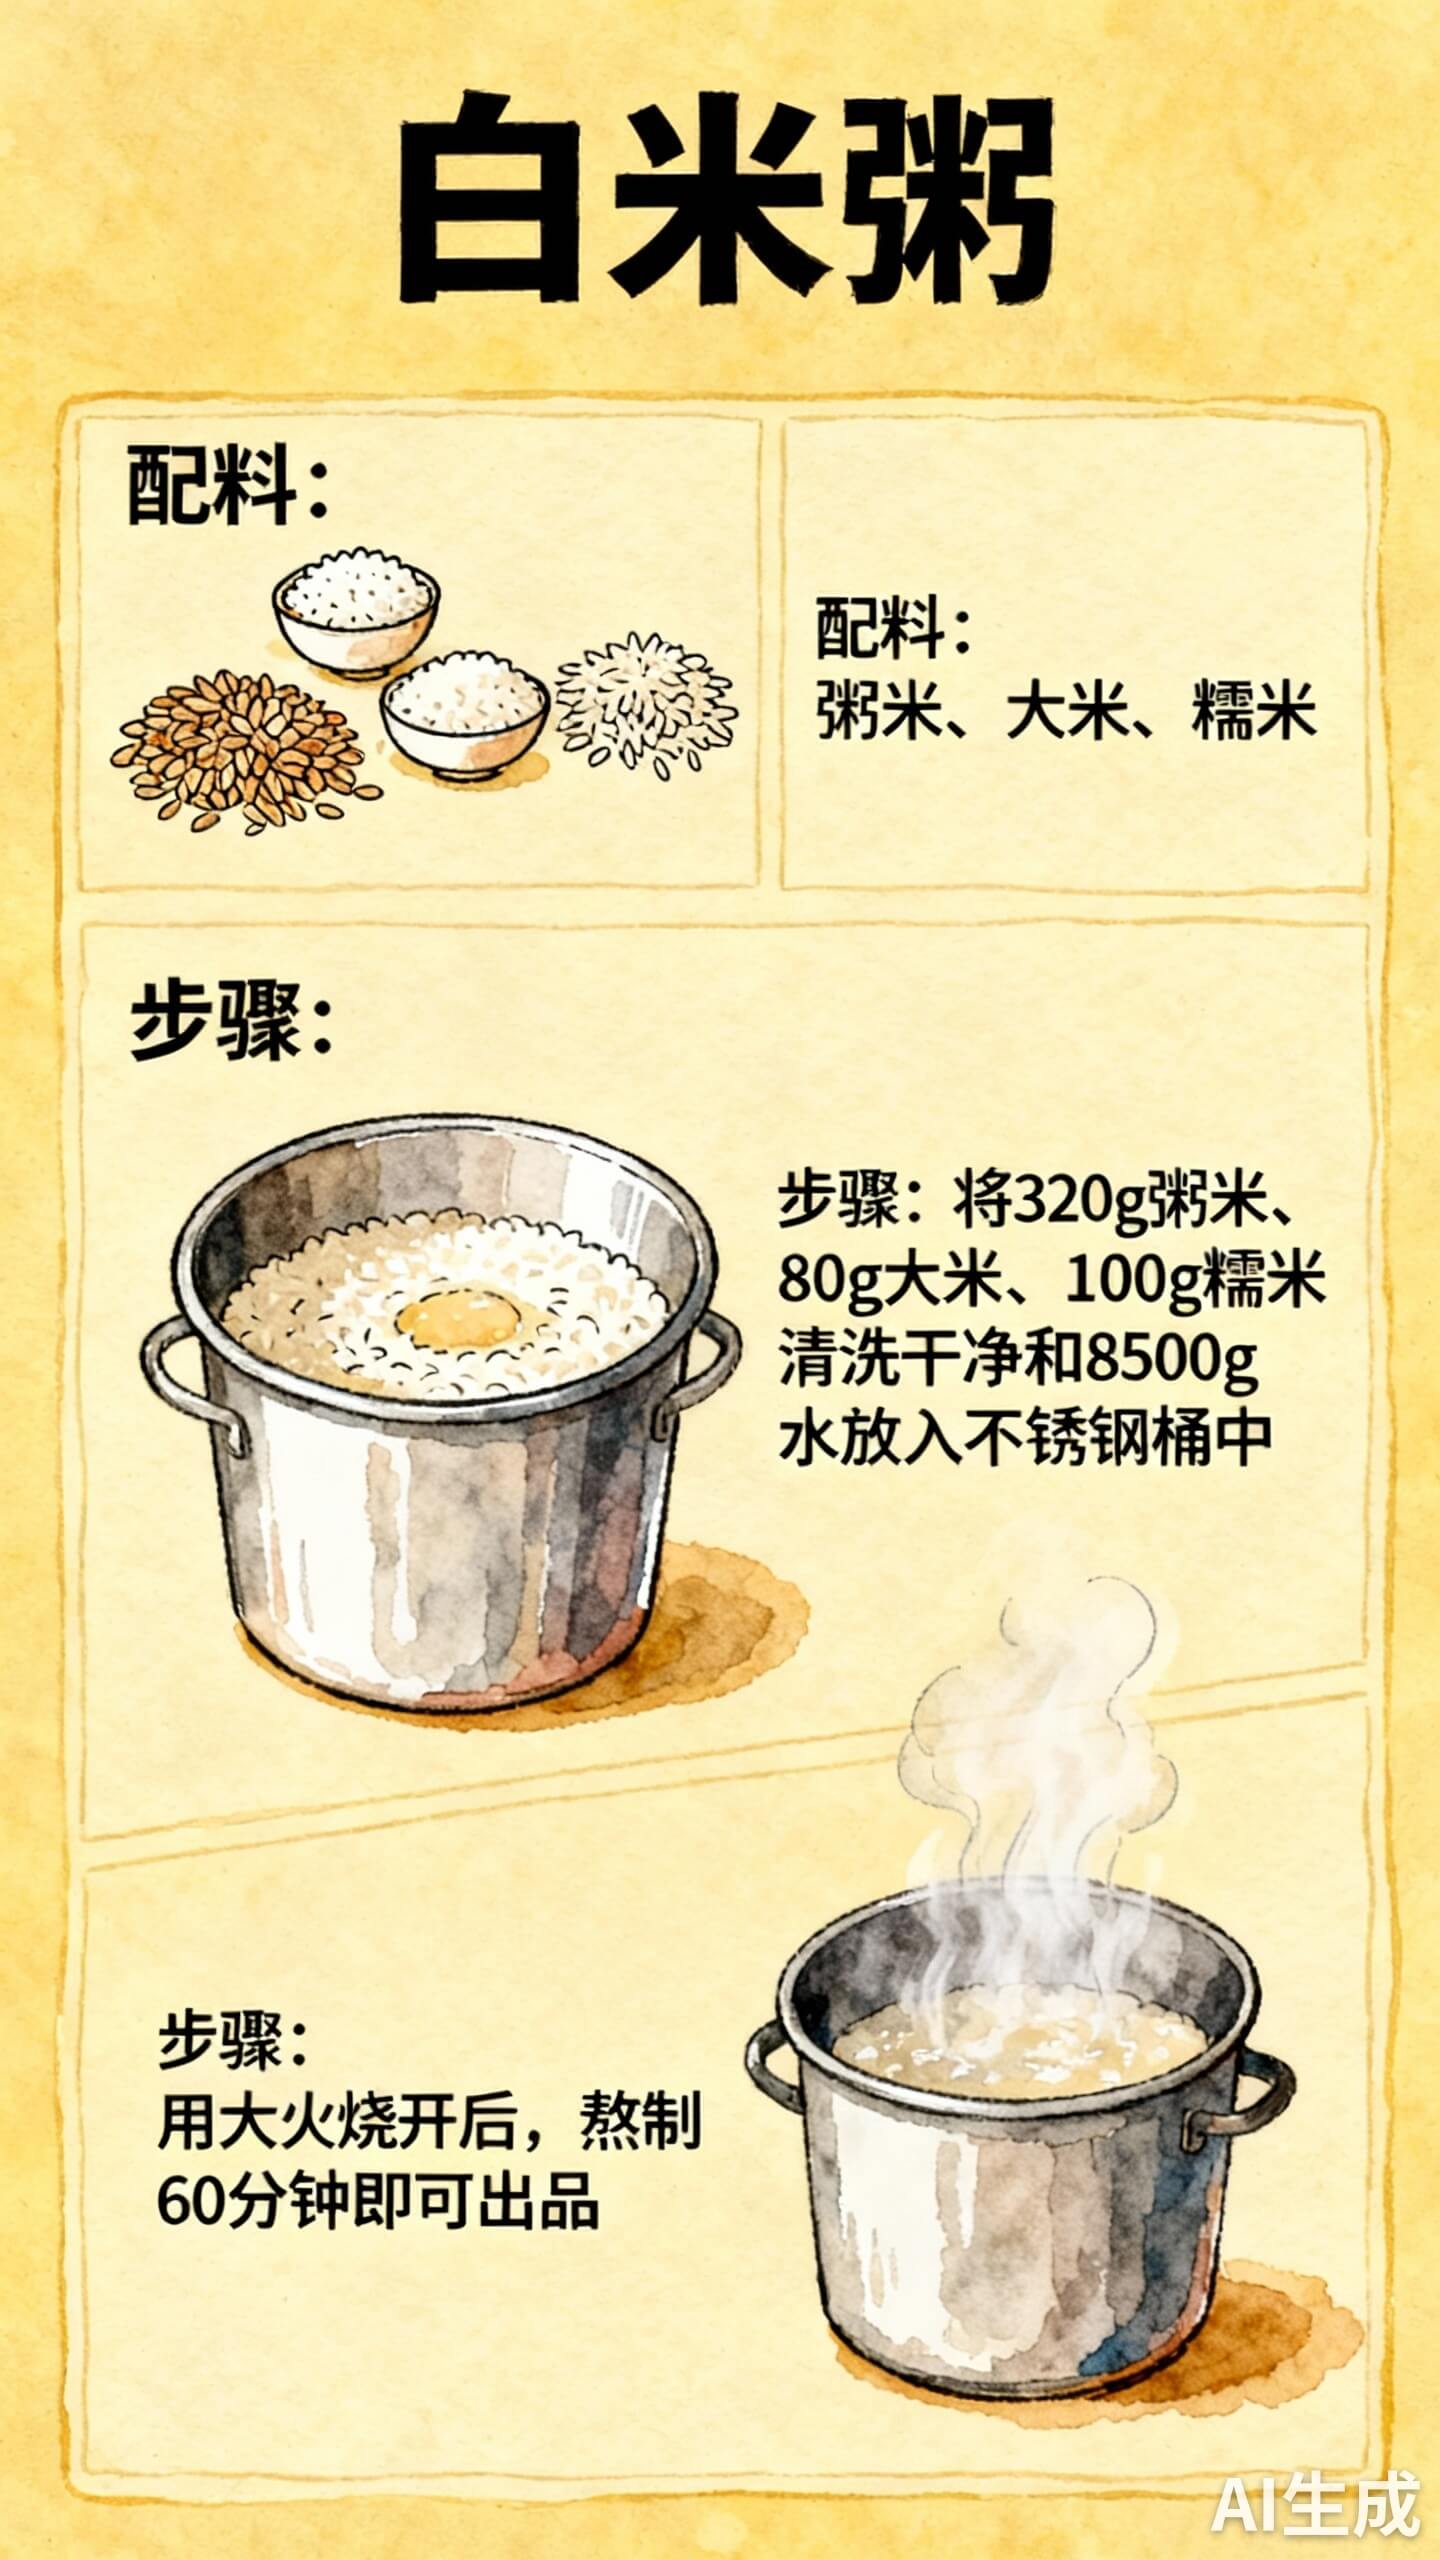 白米粥
配料：
配料：
粥米、大米、糯米
步骤：
步骤：将320g粥米、
80g大米、100g糯米
清洗干净和8500g
水放入不锈钢桶中
步骤：
用大火烧开后，熬制
60分钟即可出品
AI生成